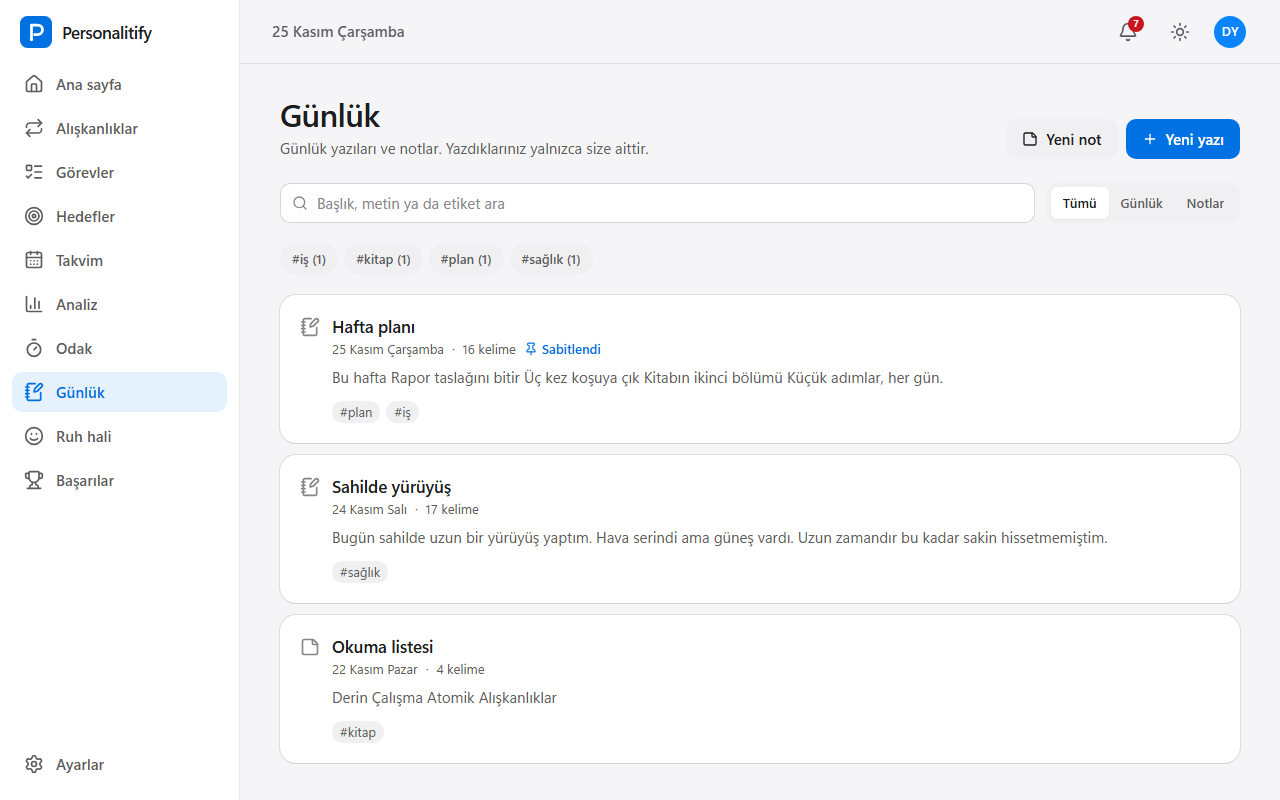 P Personalitify
Ana sayfa
Alışkanlıklar
Görevler
Hedefler
Takvim
Analiz
Odak
Günlük
Ruh hali
Başarılar
Ayarlar
25 Kasım Çarşamba
7
DY
Günlük
Günlük yazıları ve notlar. Yazdıklarınız yalnızca size aittir.
Yeni not
+ Yeni yazı
Başlık, metin ya da etiket ara
Tümü Günlük Notlar
#iş (1) #kitap (1) #plan (1) #sağlık (1)
Hafta planı
25 Kasım Çarşamba · 16 kelime Sabitlendi
Bu hafta Rapor taslağını bitir Üç kez koşuya çık Kitabın ikinci bölümü Küçük adımlar, her gün.
#plan #iş
Sahilde yürüyüş
24 Kasım Salı · 17 kelime
Bugün sahilde uzun bir yürüyüş yaptım. Hava serindi ama güneş vardı. Uzun zamandır bu kadar sakin hissetmemiştim.
#sağlık
Okuma listesi
22 Kasım Pazar · 4 kelime
Derin Çalışma Atomik Alışkanlıklar
#kitap